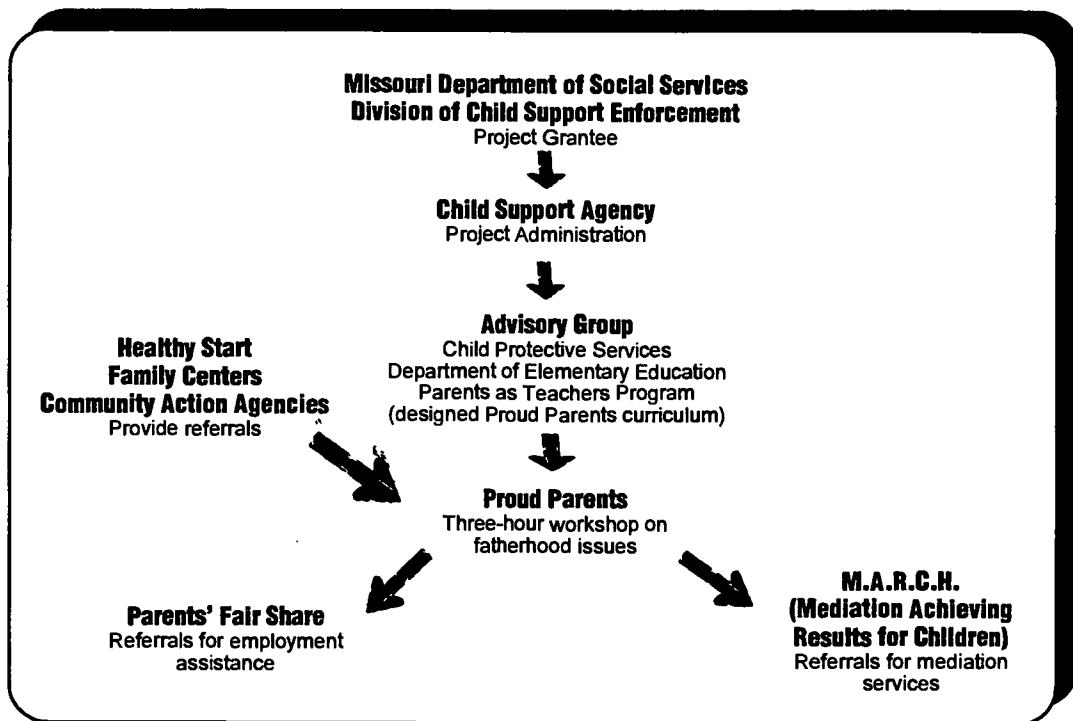 Missouri Department of Social Services
Division of Child Support Enforcement
Project Grantee
Child Support Agency
Project Administration
Advisory Group
Child Protective Services
Department of Elementary Education
Parents as Teachers Program
(designed Proud Parents curriculum)
Healthy Start
Family Centers
Community Action Agencies
Provide referrals
Proud Parents
Three-hour workshop on
fatherhood issues
Parents' Fair Share
Referrals for employment
assistance
M.A.R.C.H.
(Mediation Achieving
Results for Children)
Referrals for mediation
services